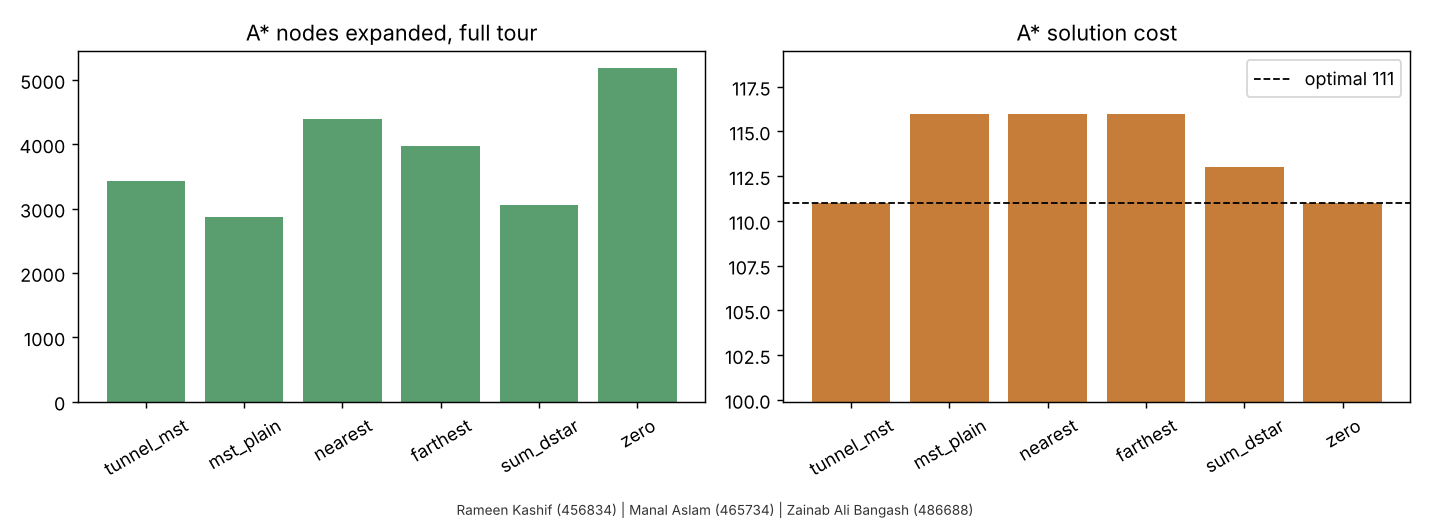 A* nodes expanded, full tour
5000
4000
3000
2000
1000
0
tunnel_mst
mst_plain
nearest
farthest
sum_dstar
zero
A* solution cost
optimal 111
117.5
115.0
112.5
110.0
107.5
105.0
102.5
100.0
tunnel_mst
mst_plain
nearest
farthest
sum_dstar
zero
Rameen Kashif (456834) | Manal Aslam (465734) | Zainab Ali Bangash (486688)